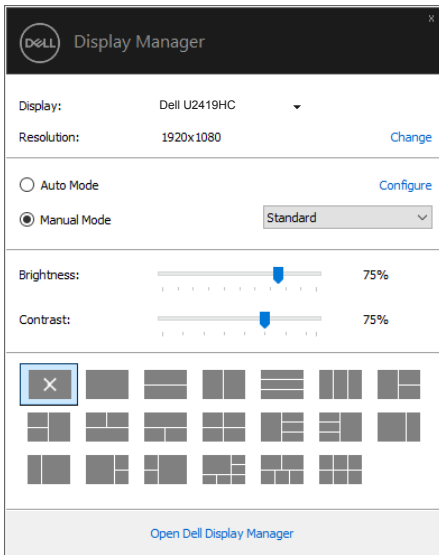 x
DELL Display Manager
Display: Dell U2419HC
Resolution: 1920x1080 Change
Auto Mode Configure
Manual Mode Standard
Brightness: 75%
Contrast: 75%
Open Dell Display Manager